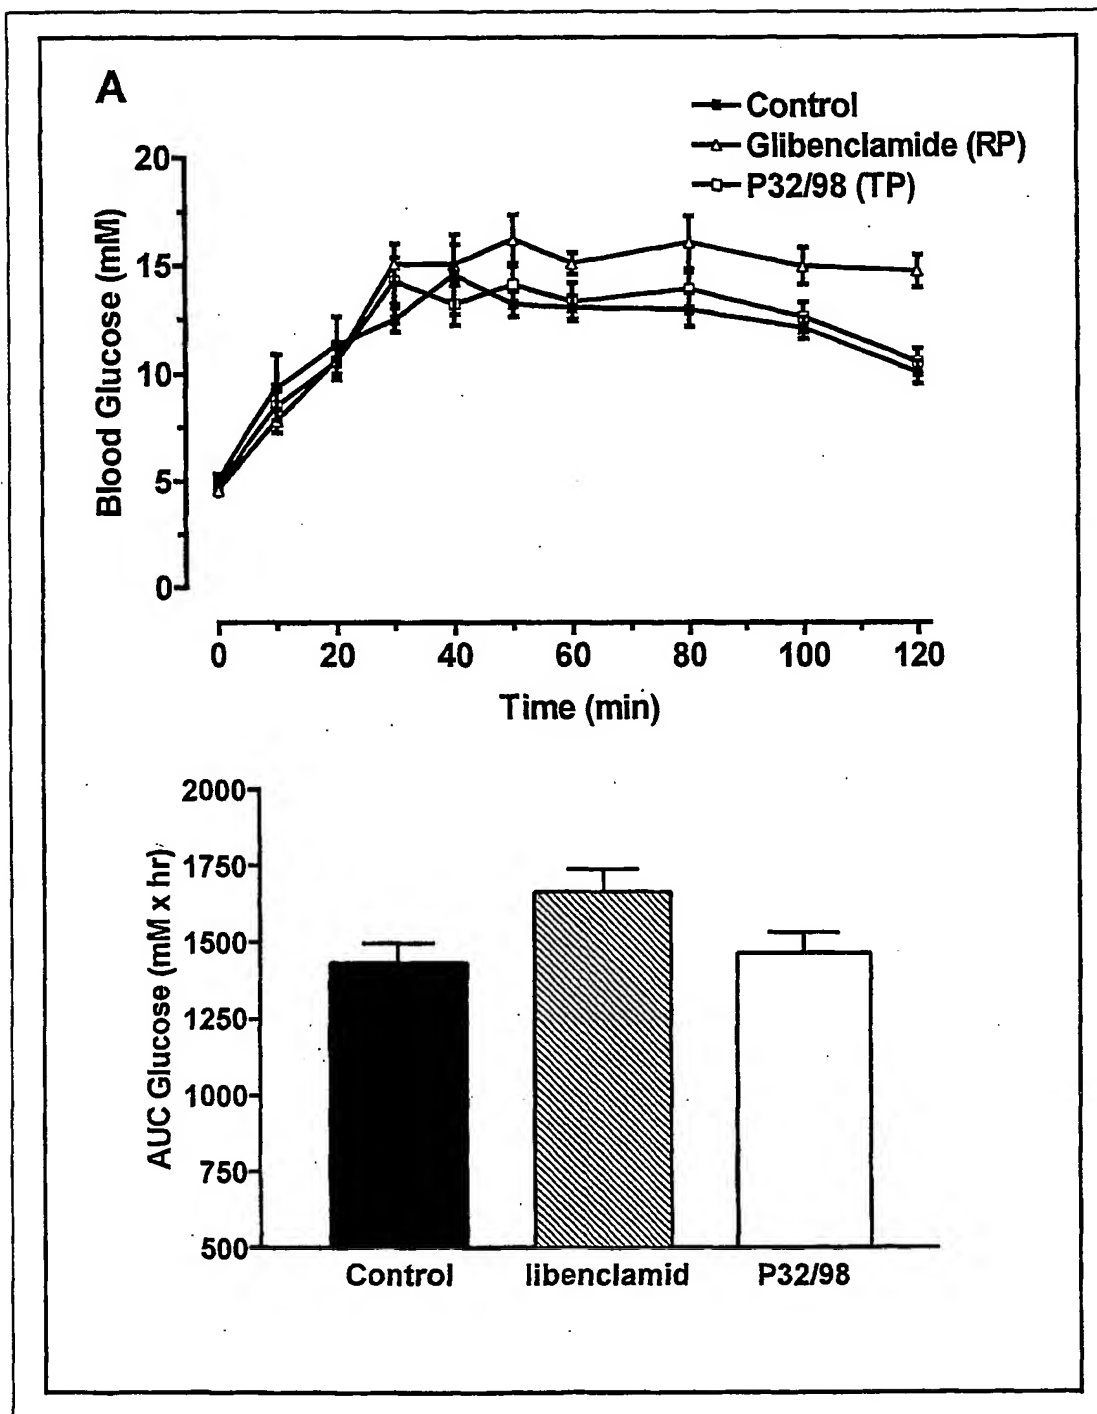 A
Control
Glibenclamide (RP)
P32/98 (TP)
20
15
10
5
0
Blood Glucose (mM)
0 20 40 60 80 100 120
Time (min)
2000
1750
1500
1250
1000
750
500
AUC Glucose (mM x hr)
Control libenclamid P32/98